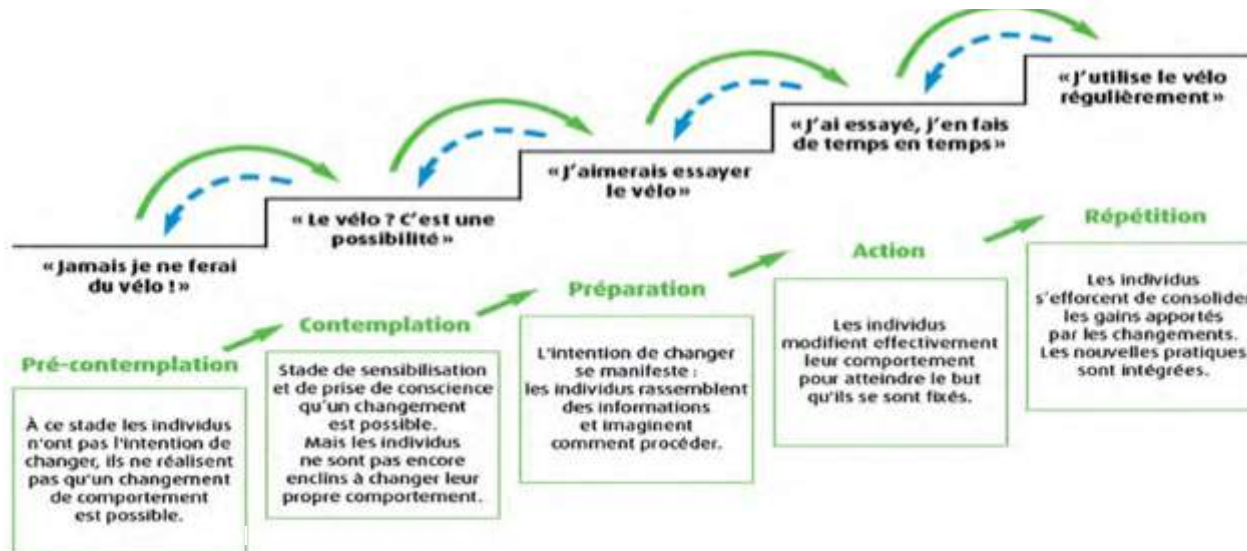 « J'utilise le vélo
régulièrement »
« J'ai essayé, j'en fais
de temps en temps »
« J'aimerais essayer
le vélo »
« Le vélo ? C'est une
possibilité »
« Jamais je ne ferai
du vélo ! »
Pré-contemplation
À ce stade les individus
n'ont pas l'intention de
changer, ils ne réalisent
pas qu'un changement
de comportement
est possible.
Contemplation
Stade de sensibilisation
et de prise de conscience
qu'un changement
est possible.
Mais les individus
ne sont pas encore
enclins à changer leur
propre comportement.
Préparation
L'intention de changer
se manifeste :
les individus rassemblent
des informations
et imaginent
comment procéder.
Action
Les individus
modifient effectivement
leur comportement
pour atteindre le but
qu'ils se sont fixés.
Répétition
Les individus
s'efforcent de consolider
les gains apportés
par les changements.
Les nouvelles pratiques
sont intégrées.